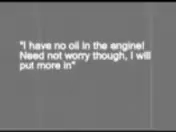 "I have no oil in the engine!
Need not worry though, I will
put more in"